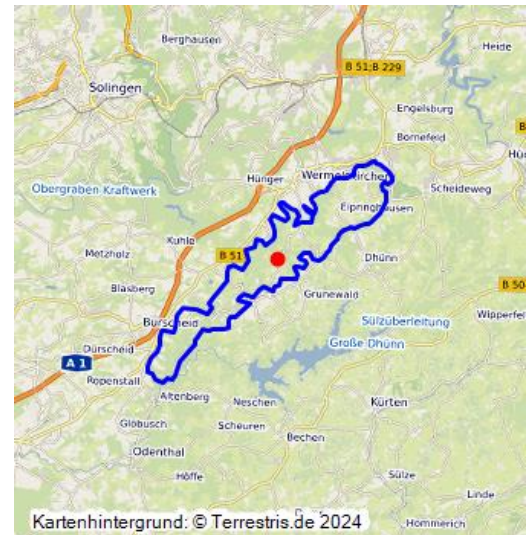 Berghausen
Heide
B 51;B 229
Solingen
Engelsburg
Bornefeld
Hünger
Wermelskirchen
Scheideweg
Obergraben Kraftwerk
Eipringhausen
Kuhle
Metzholz
B 51
Dhünn
Blasberg
Grunewald
B 50
Wipperfel
Burscheid
Sülzüberleitung
Große Dhünn
Dürscheid
A 1
Ropenstall
Altenberg
Neschen
Kürten
Globusch
Scheuren
Bechen
Odenthal
Höffe
Sülze
Linde
Kartenhintergrund: © Terrestris.de 2024
Hommerich